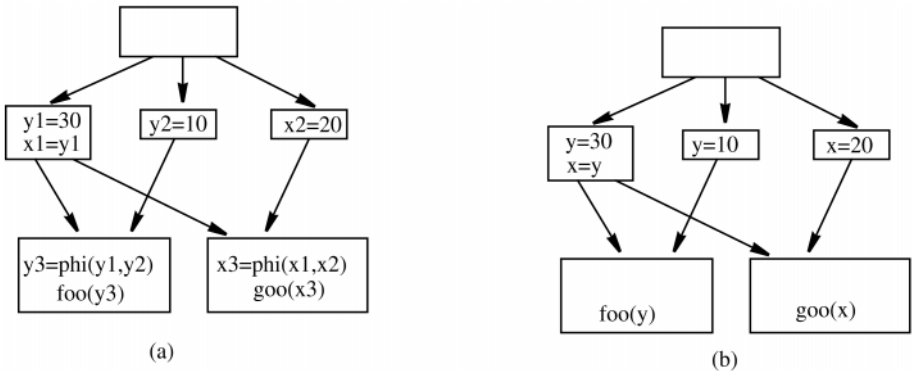 y1=30
x1=y1
y2=10
x2=20
y3=phi(y1,y2)
foo(y3)
x3=phi(x1,x2)
goo(x3)
(a)
y=30
x=y
y=10
x=20
foo(y)
goo(x)
(b)